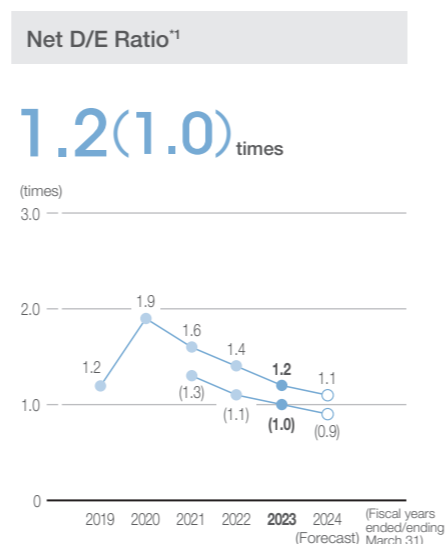 Net D/E Ratio*1
1.2(1.0) times
(times)
3.0
2.0
1.0
0
1.2
1.9
1.6
1.4
1.2
1.1
(1.3)
(1.1)
(1.0)
(0.9)
2019 2020 2021 2022 2023 2024
(Forecast)
(Fiscal years
ended/ending
March 31)